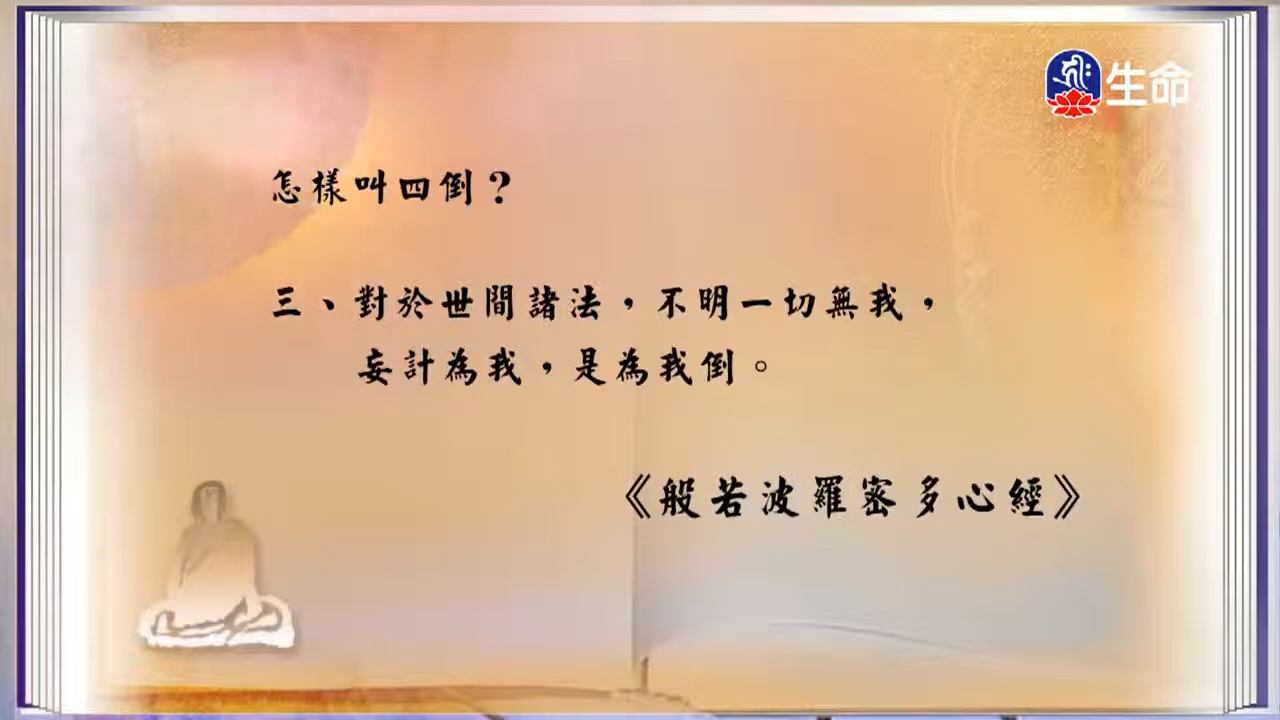 生命
怎樣叫四倒？
三、對於世間諸法，不明一切無我，
妄計為我，是為我倒。
《般若波羅密多心經》